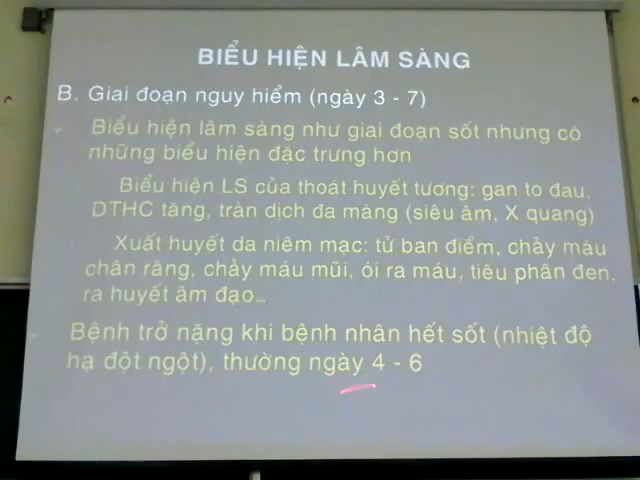 BIỂU HIỆN LÂM SÀNG
B. Giai đoạn nguy hiểm (ngày 3 - 7)
Biểu hiện lâm sàng như giai đoạn sốt nhưng có
những biểu hiện đặc trưng hơn
Biểu hiện LS của thoát huyết tương: gan to đau,
DTHC tăng, tràn dịch đa màng (siêu âm, X quang)
Xuất huyết da niêm mạc: tử ban điểm, chảy máu
chân răng, chảy máu mũi, ói ra máu, tiêu phân đen,
ra huyết âm đạo...
Bệnh trở nặng khi bệnh nhân hết sốt (nhiệt độ
hạ đột ngột), thường ngày 4 - 6